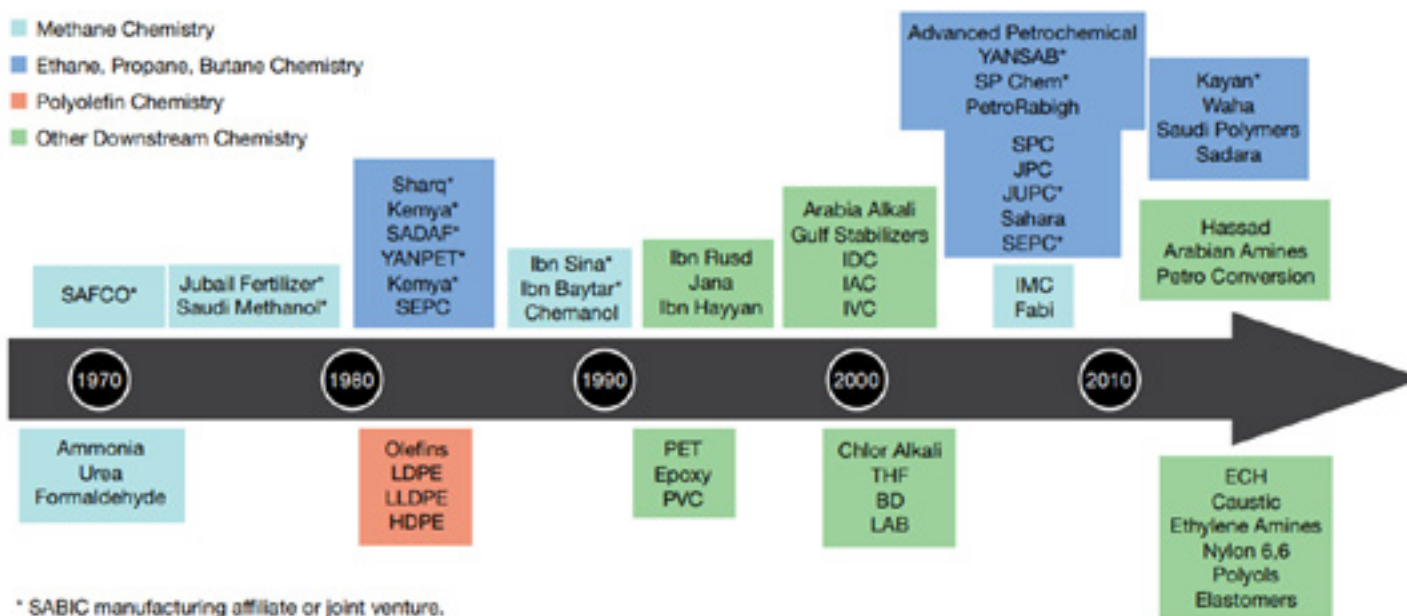 Methane Chemistry
Ethane, Propane, Butane Chemistry
Polyolefin Chemistry
Other Downstream Chemistry
SAFCO*
Jubail Fertilizer*
Saudi Methanol*
Sharq*
Kemya*
SADAF*
YANPET*
Kemya*
SEPC
Ibn Sina*
Ibn Baytar*
Chemanol
Ibn Rusd
Jana
Ibn Hayyan
Arabia Alkali
Gulf Stabilizers
IDC
IAC
IVC
Advanced Petrochemical
YANSAB*
SP Chem*
PetroRabigh
SPC
JPC
JUPC*
Sahara
SEPC*
IMC
Fabi
Kayan*
Waha
Saudi Polymers
Sadara
Hassad
Arabian Amines
Petro Conversion
1970
1980
1990
2000
2010
Ammonia
Urea
Formaldehyde
Olefins
LDPE
LLDPE
HDPE
PET
Epoxy
PVC
Chlor Alkali
THF
BD
LAB
ECH
Caustic
Ethylene Amines
Nylon 6,6
Polyols
Elastomers
* SABIC manufacturing affiliate or joint venture.